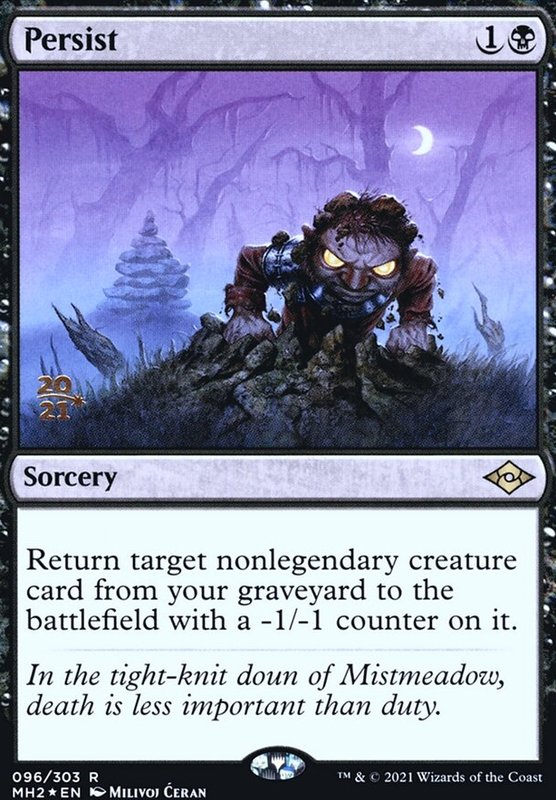 Persist 1
20
21
Sorcery
Return target nonlegendary creature
card from your graveyard to the
battlefield with a -1/-1 counter on it.
In the tight-knit doun of Mistmeadow,
death is less important than duty.
096/303 R
MH2★EN Milivoj Ćeran
™ & © 2021 Wizards of the Coast